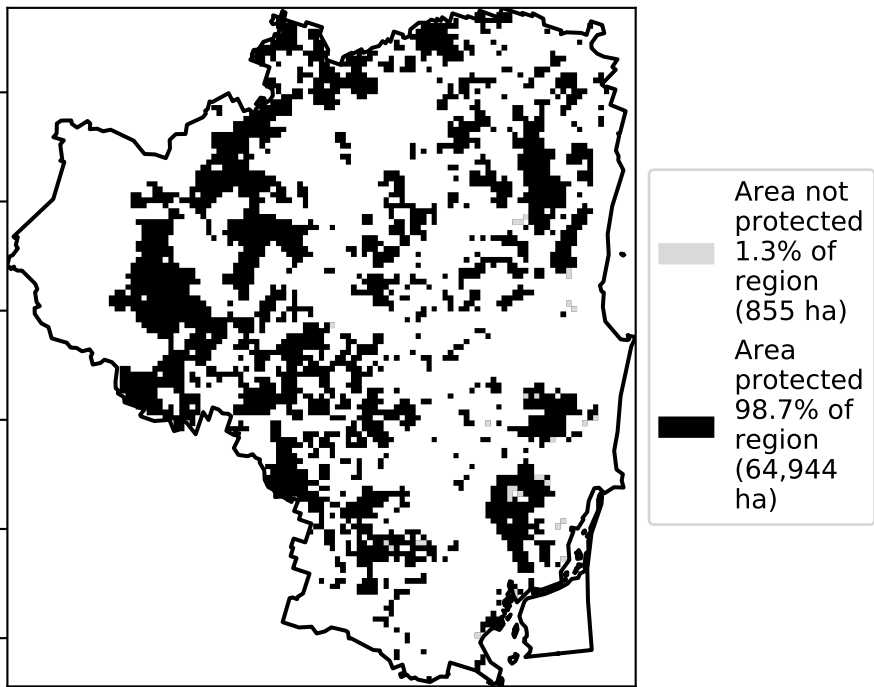 Area not
protected
1.3% of
region
(855 ha)
Area
protected
98.7% of
region
(64,944
ha)